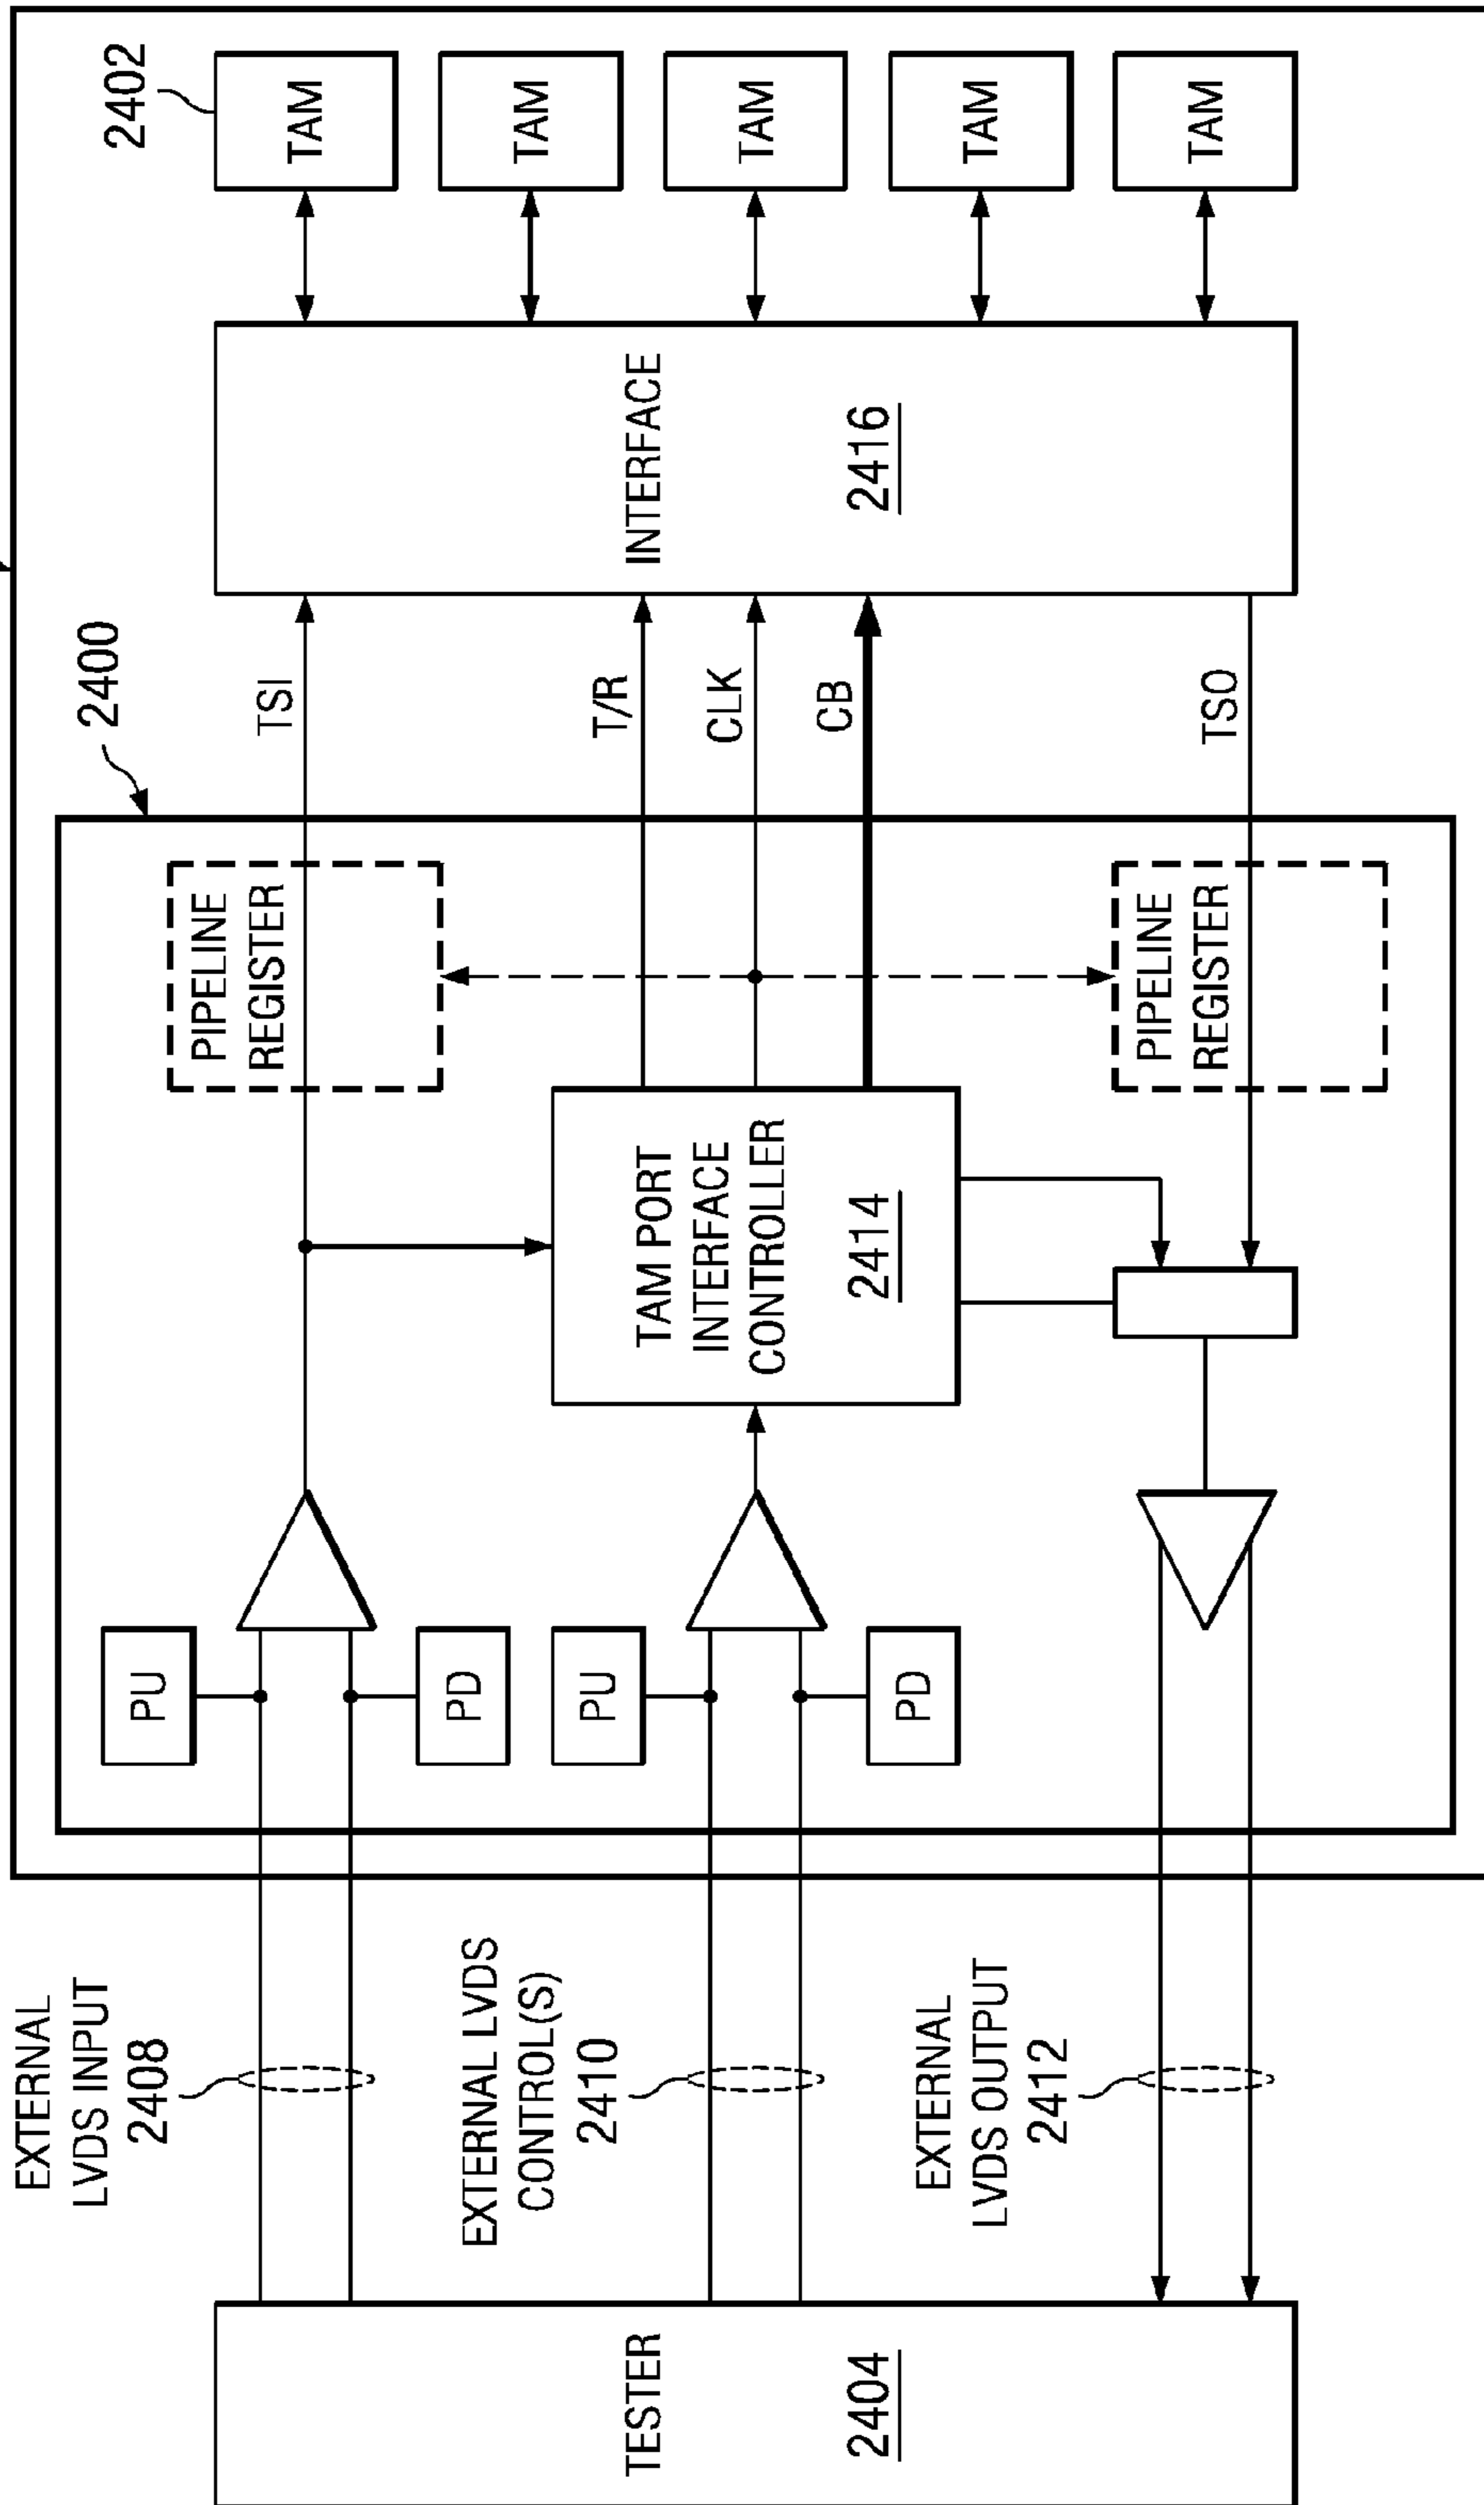 EXTERNAL
LVDS INPUT
2408
EXTERNAL LVDS
CONTROL(S)
2410
EXTERNAL
LVDS OUTPUT
2412
TESTER
2404
PU
PD
PU
PD
2400
PIPELINE
REGISTER
TAM PORT
INTERFACE
CONTROLLER
2414
PIPELINE
REGISTER
TSI
T/R
CLK
CB
TSO
INTERFACE
2416
2402
TAM
TAM
TAM
TAM
TAM